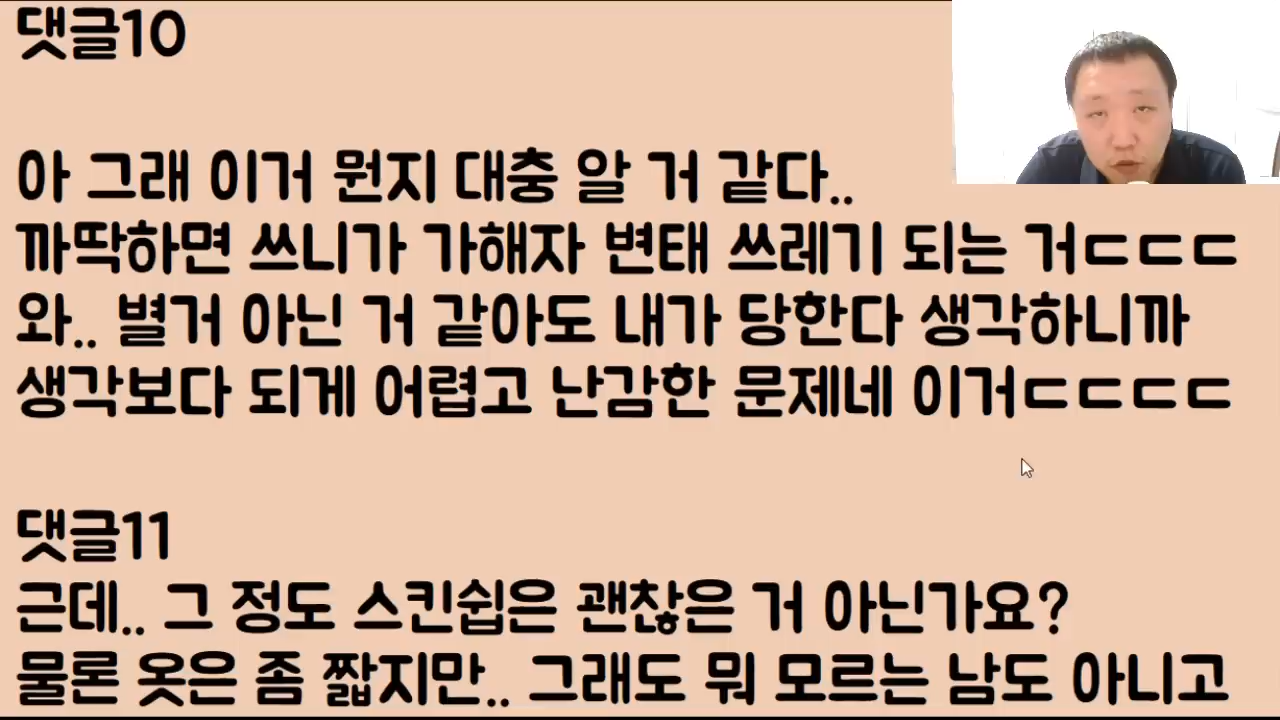 댓글10
아 그래 이거 뭔지 대충 알 거 같다..
까딱하면 쓰니가 가해자 변태 쓰레기 되는 거ㄷㄷㄷ
와.. 별거 아닌 거 같아도 내가 당한다 생각하니까
생각보다 되게 어렵고 난감한 문제네 이거ㄷㄷㄷㄷ
댓글11
근데.. 그 정도 스킨쉽은 괜찮은 거 아닌가요?
물론 옷은 좀 짧지만.. 그래도 뭐 모르는 남도 아니고